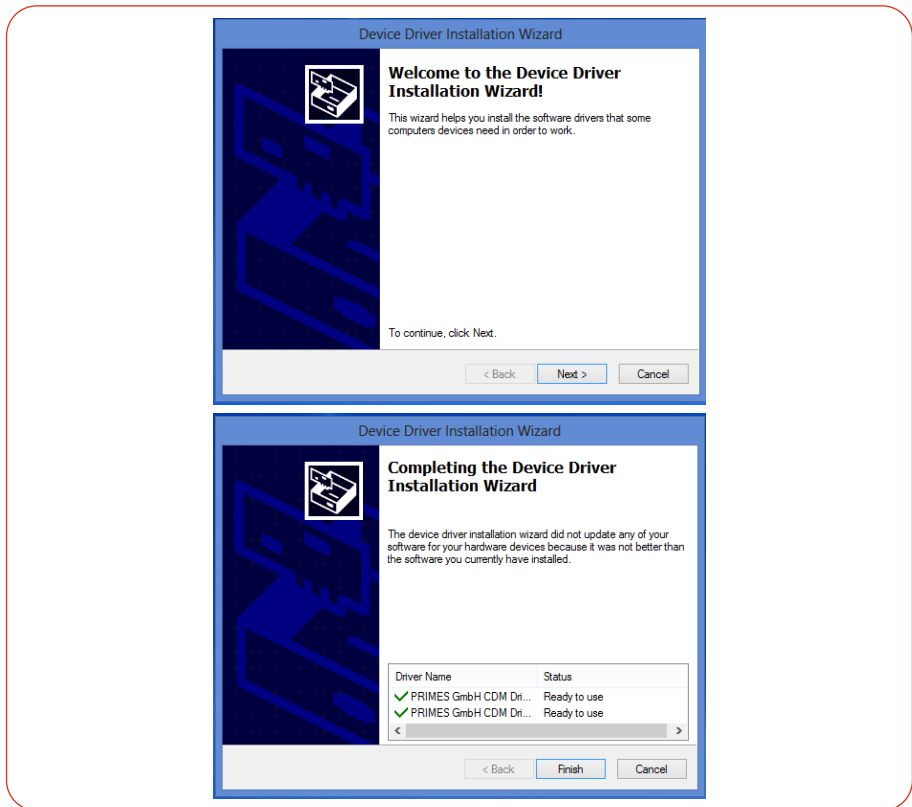 Device Driver Installation Wizard
Welcome to the Device Driver
Installation Wizard!
This wizard helps you install the software drivers that some
computers devices need in order to work.
To continue, click Next.
< Back Next > Cancel
Device Driver Installation Wizard
Completing the Device Driver
Installation Wizard
The device driver installation wizard did not update any of your
software for your hardware devices because it was not better than
the software you currently have installed.
Driver Name Status
PRIMES GmbH CDM Dri... Ready to use
PRIMES GmbH CDM Dri... Ready to use
< Back Finish Cancel